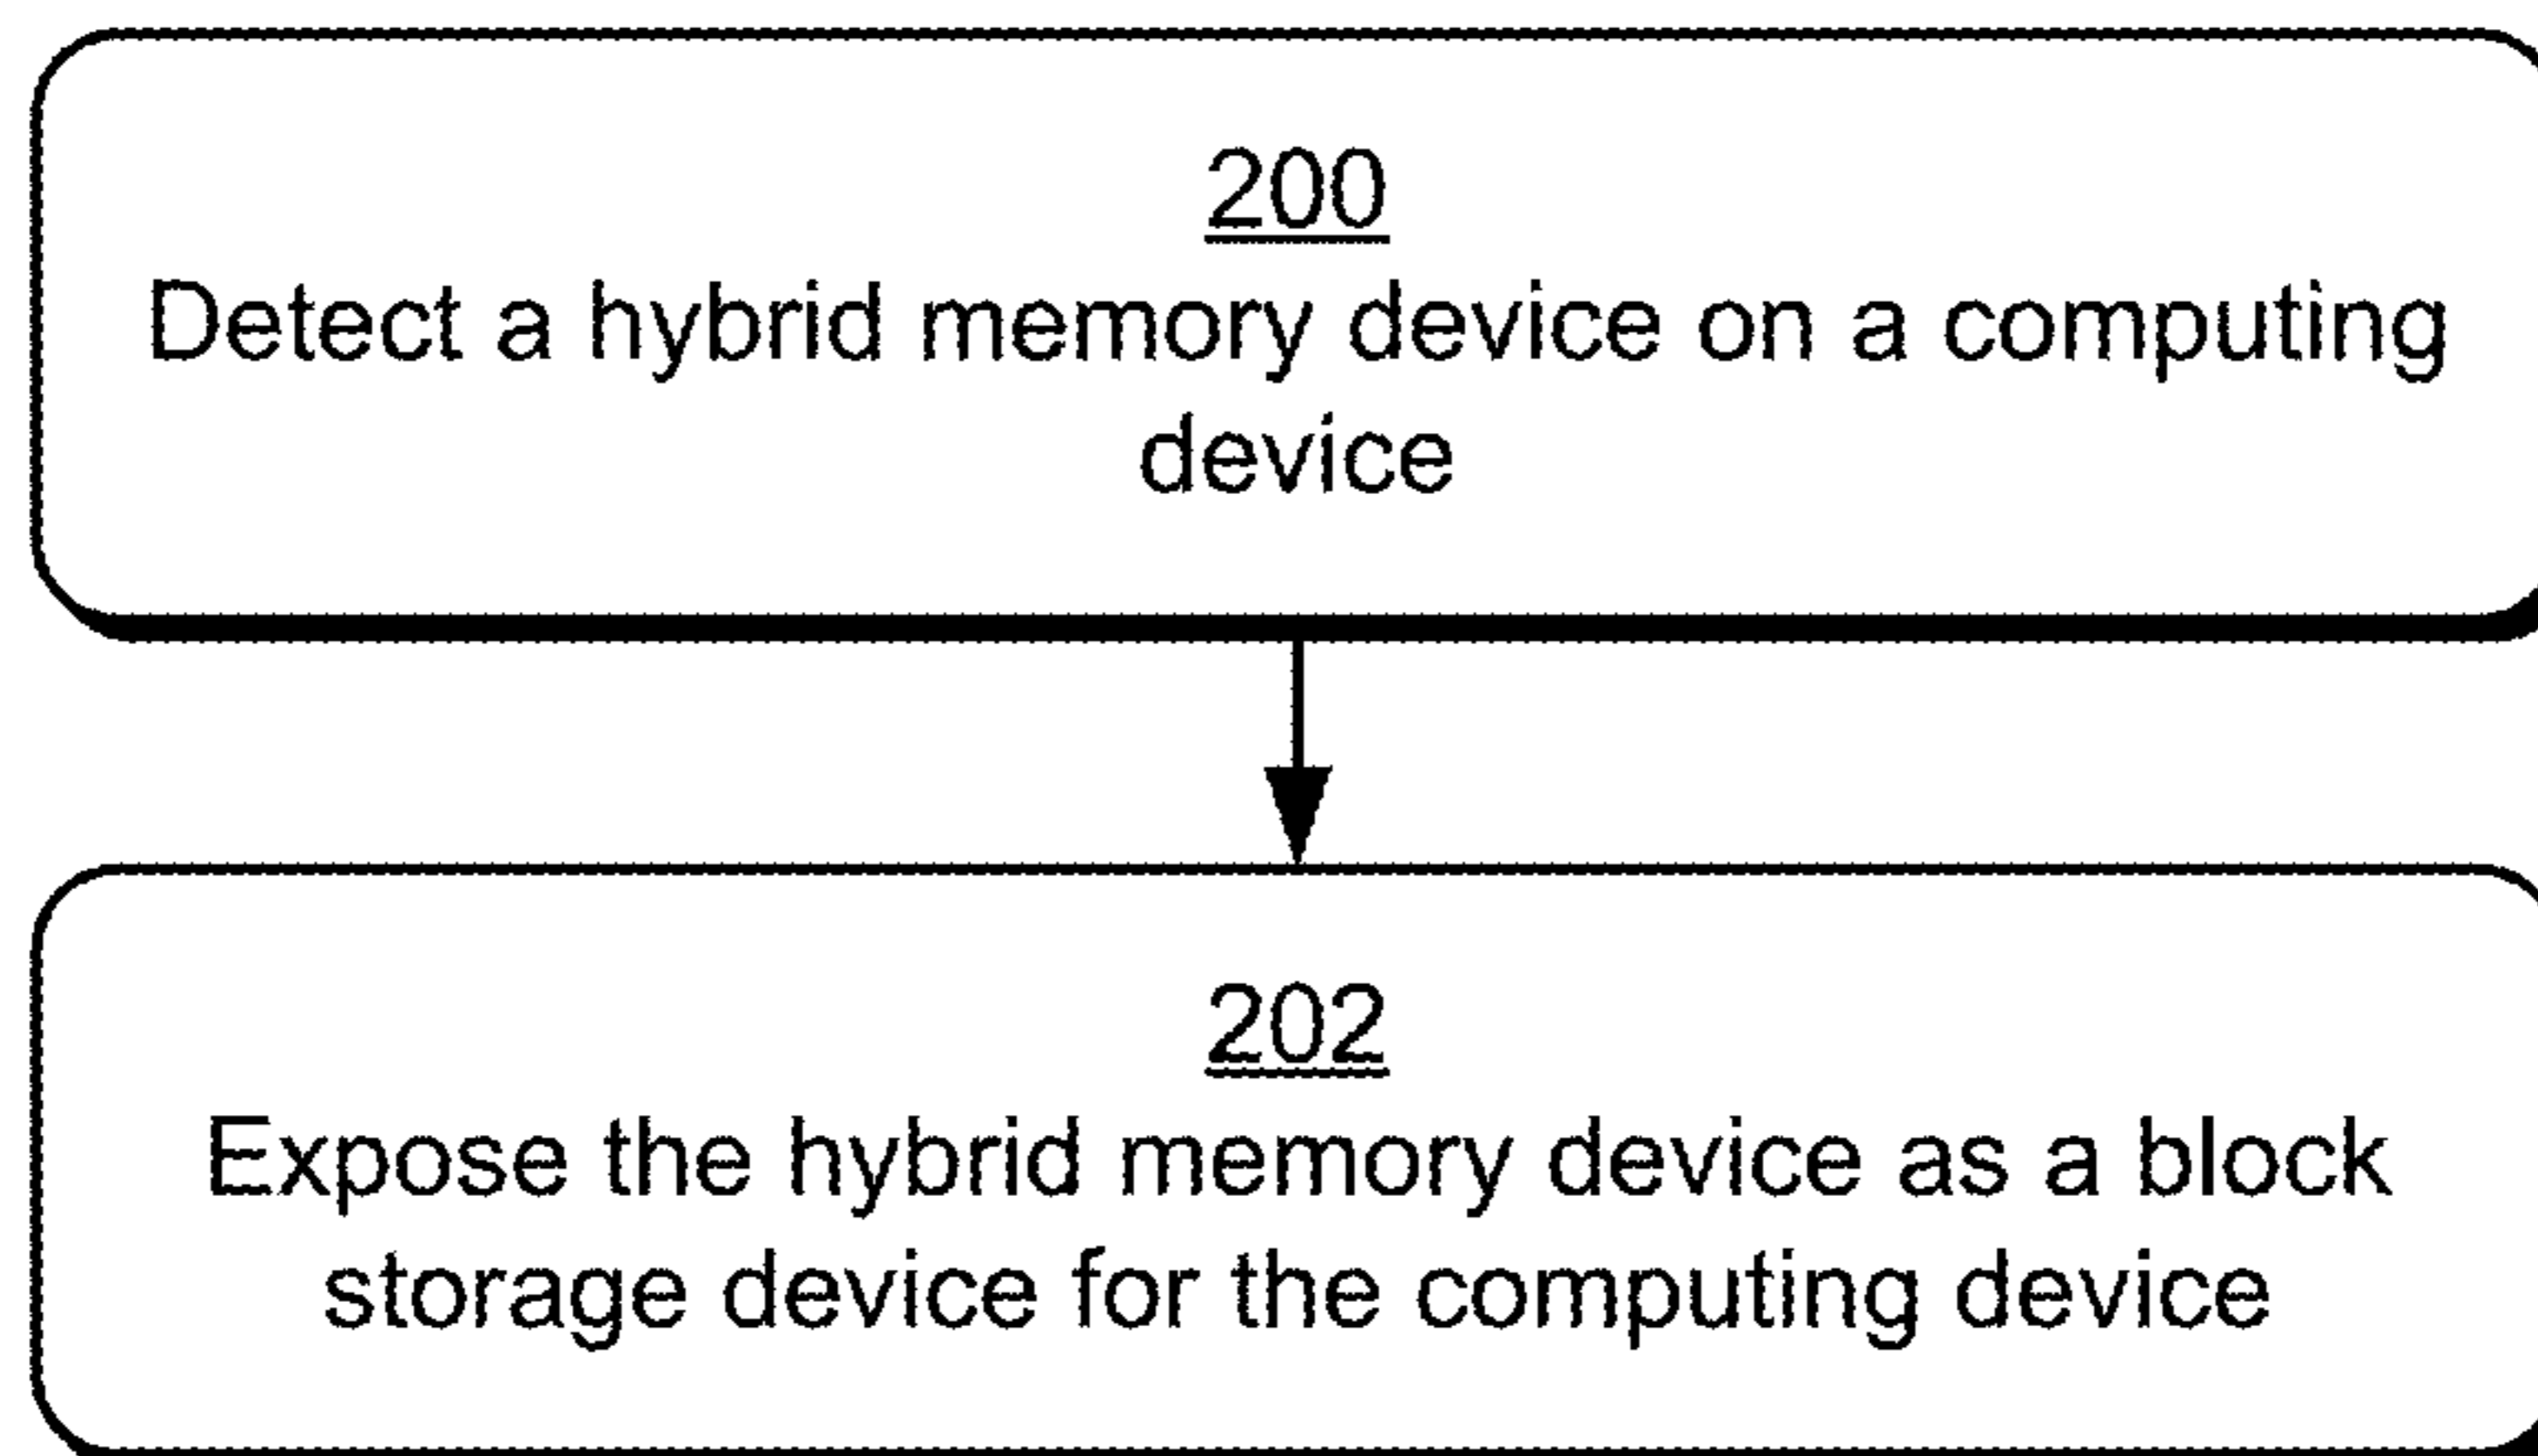 200
Detect a hybrid memory device on a computing
device
202
Expose the hybrid memory device as a block
storage device for the computing device